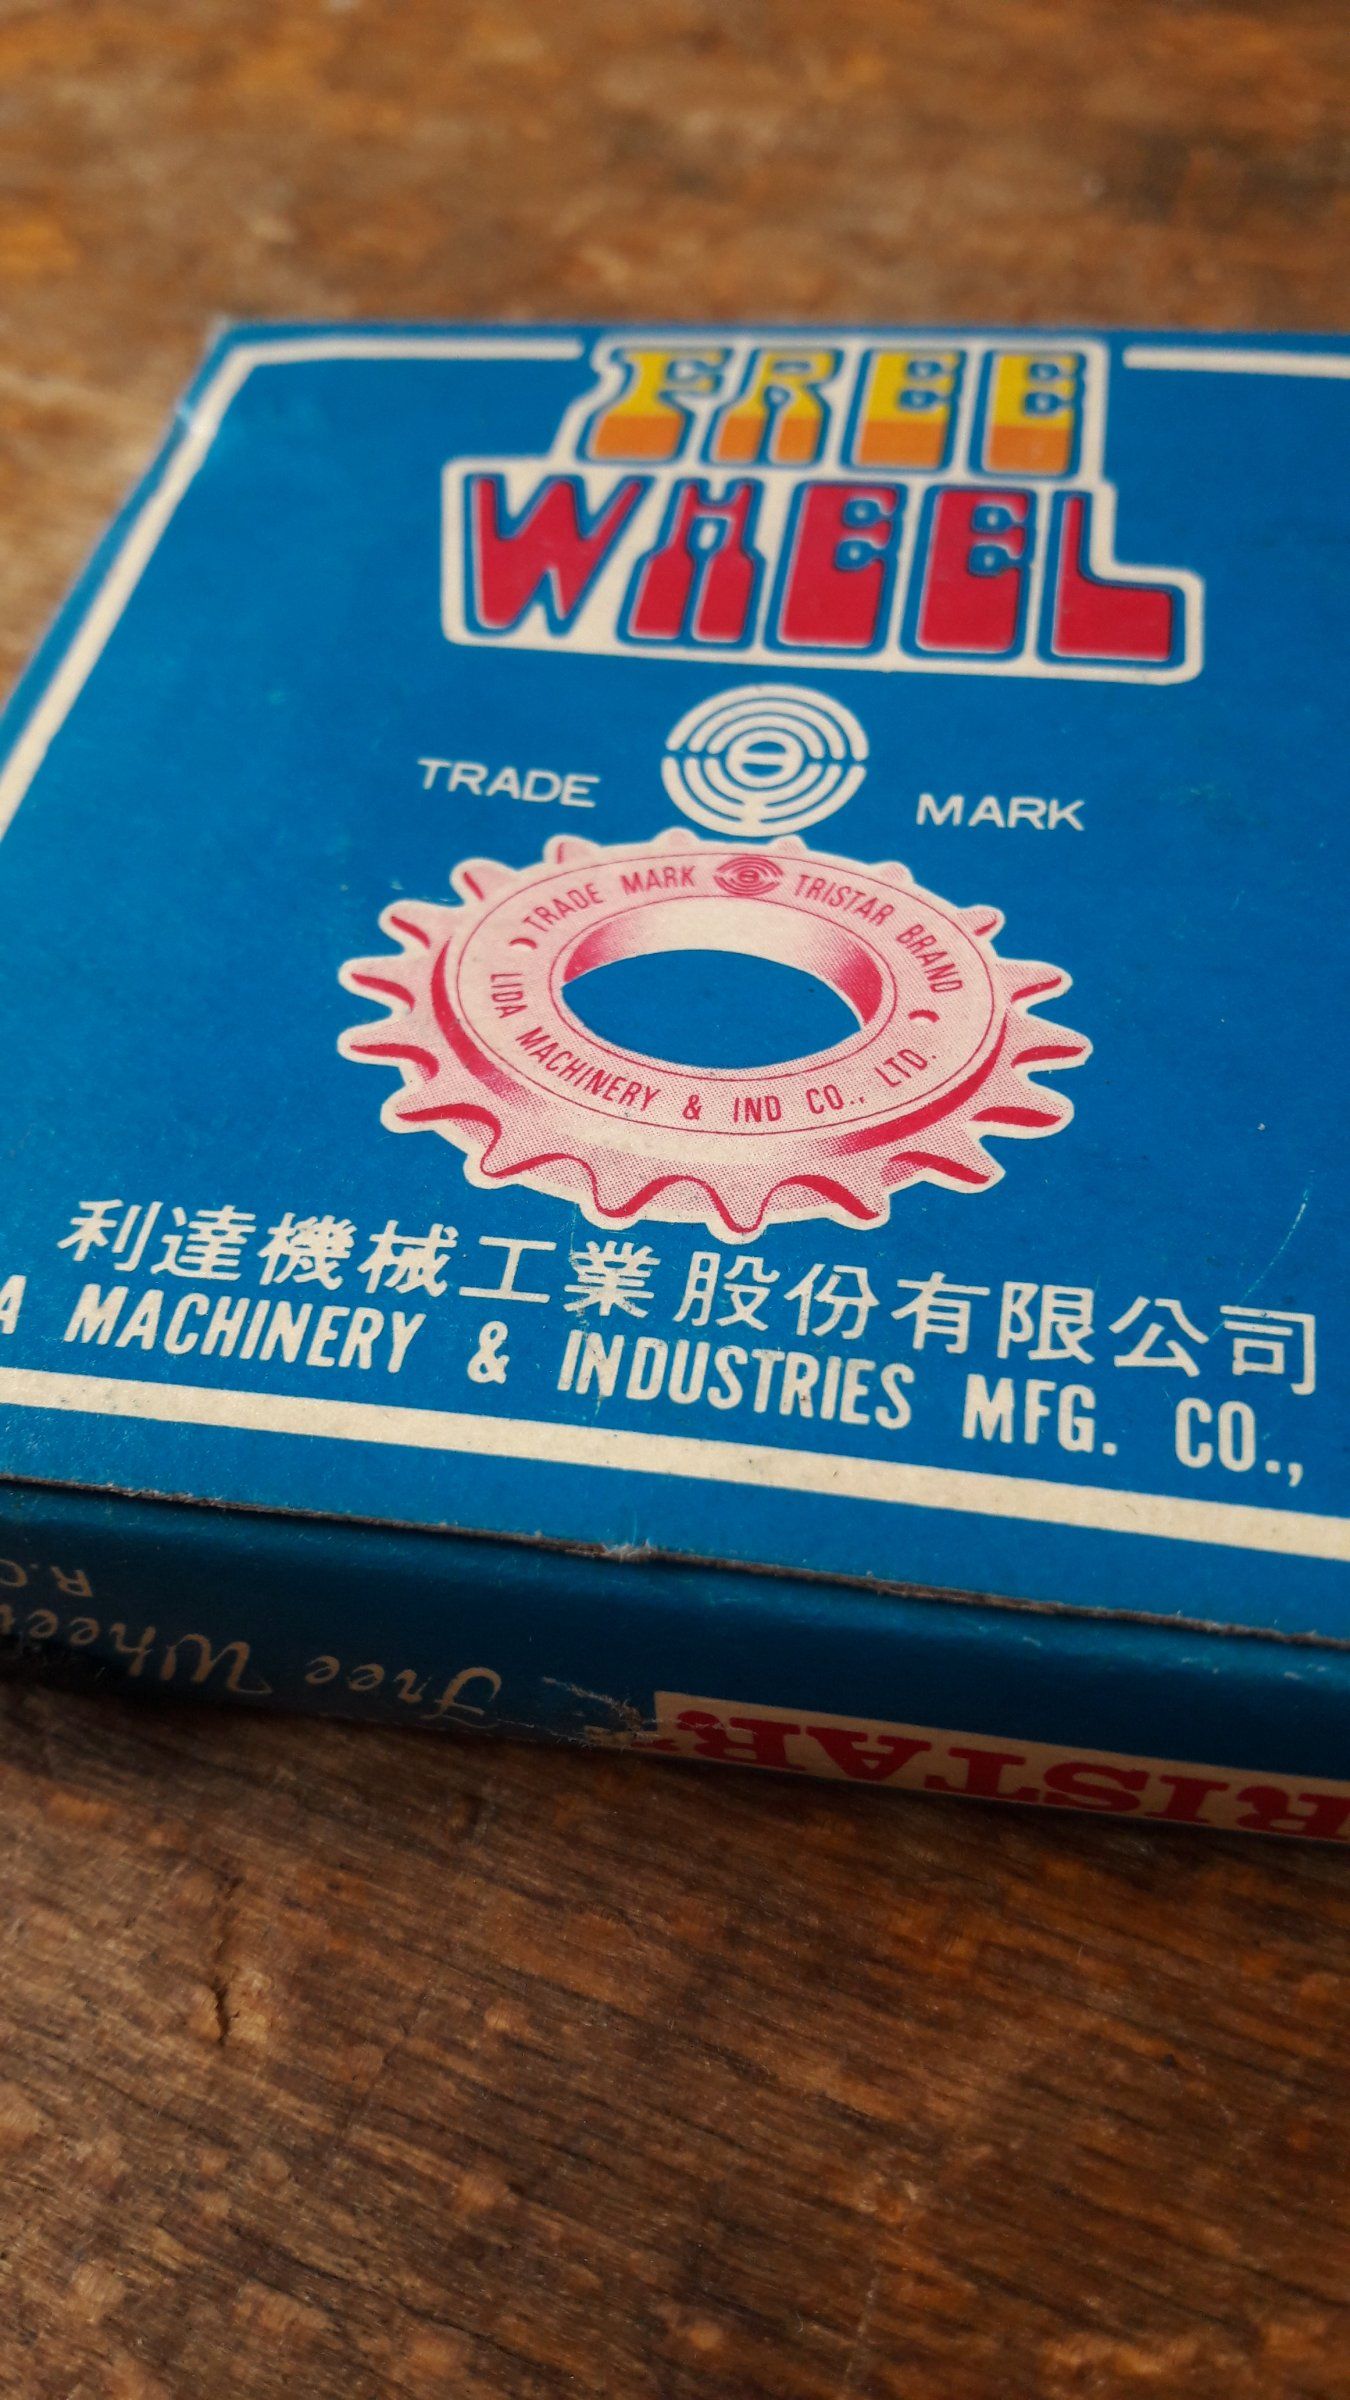 FREE
WHEEL
TRADE MARK
TRADE MARK TRISTAR BRAND
LIDA MACHINERY & IND CO., LTD.
利達機械工業股份有限公司
A MACHINERY & INDUSTRIES MFG. CO.,
RISTAR
Free Wheel
R.O